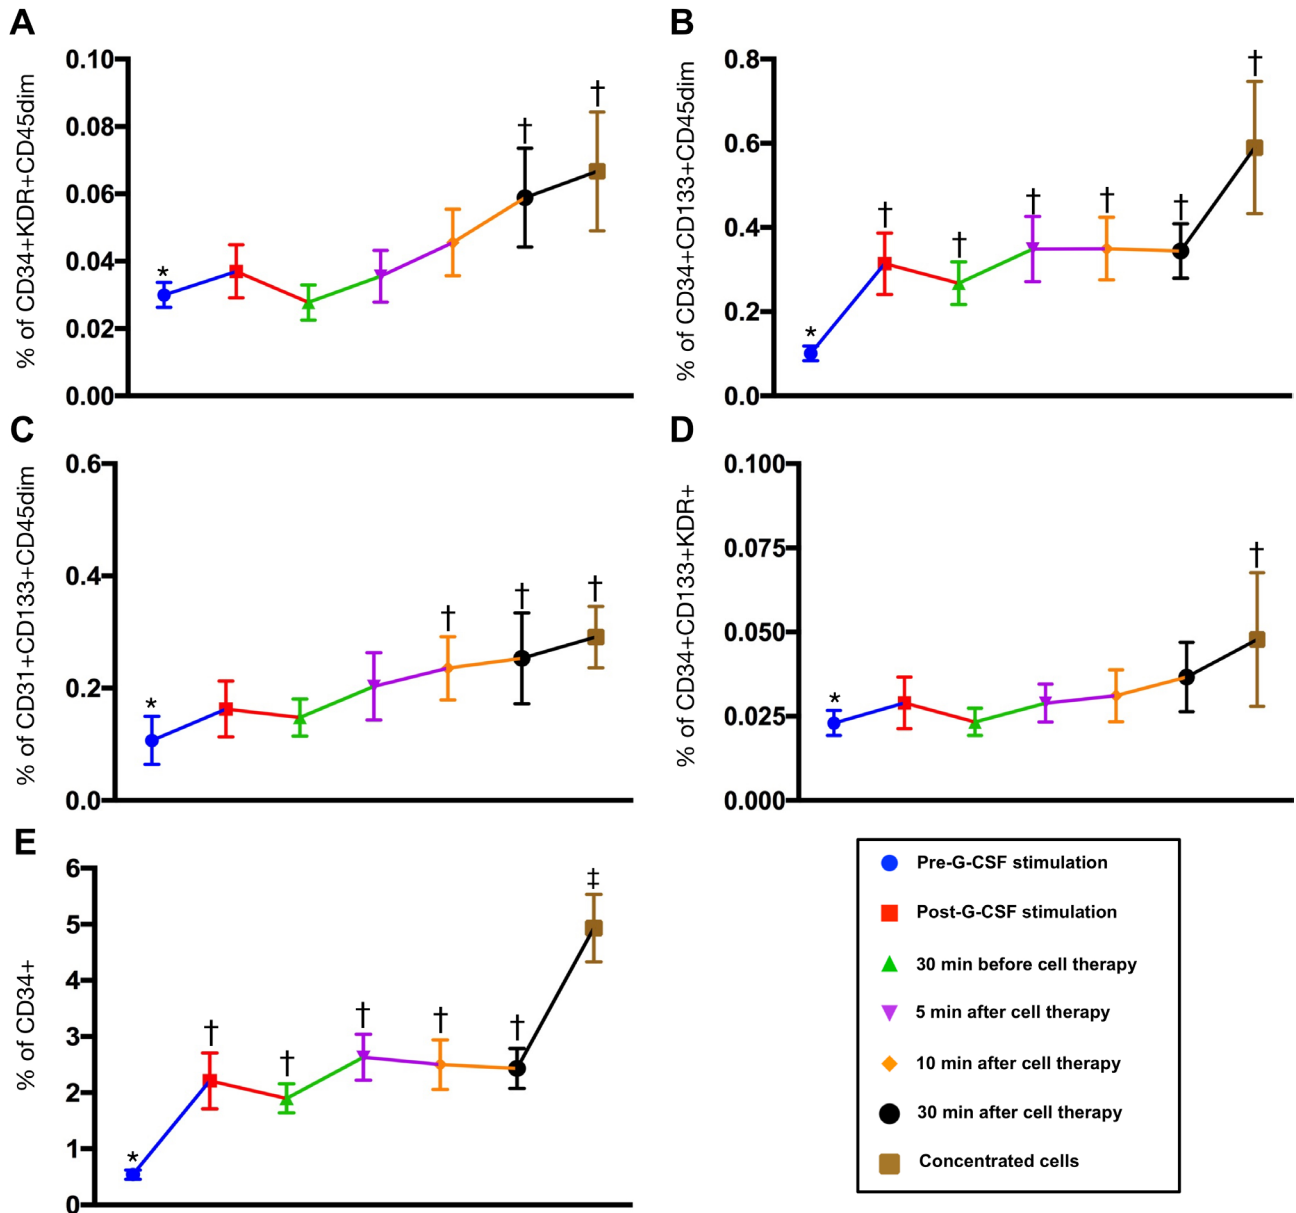 A
% of CD34+KDR+CD45dim
0.10
0.08
0.06
0.04
0.02
0.00
*
†
†
B
% of CD34+CD133+CD45dim
0.8
0.6
0.4
0.2
0.0
*
†
†
†
†
†
†
C
% of CD31+CD133+CD45dim
0.6
0.4
0.2
0.0
*
†
†
†
D
% of CD34+CD133+KDR+
0.100
0.075
0.050
0.025
0.000
*
†
E
% of CD34+
6
5
4
3
2
1
0
*
†
†
†
†
†
‡
Pre-G-CSF stimulation
Post-G-CSF stimulation
30 min before cell therapy
5 min after cell therapy
10 min after cell therapy
30 min after cell therapy
Concentrated cells